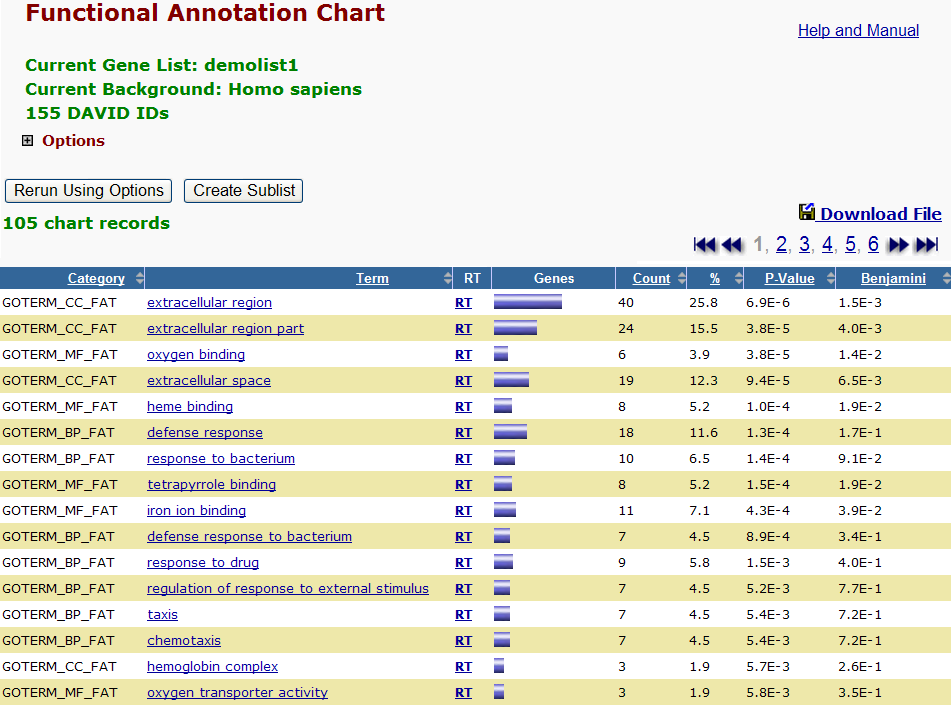 Functional Annotation Chart
Help and Manual
Current Gene List: demolist1
Current Background: Homo sapiens
155 DAVID IDs
Options
Rerun Using Options Create Sublist
105 chart records
Download File
1, 2, 3, 4, 5, 6
Category Term RT Genes Count % P-Value Benjamini
GOTERM_CC_FAT extracellular region RT 40 25.8 6.9E-6 1.5E-3
GOTERM_CC_FAT extracellular region part RT 24 15.5 3.8E-5 4.0E-3
GOTERM_MF_FAT oxygen binding RT 6 3.9 3.8E-5 1.4E-2
GOTERM_CC_FAT extracellular space RT 19 12.3 9.4E-5 6.5E-3
GOTERM_MF_FAT heme binding RT 8 5.2 1.0E-4 1.9E-2
GOTERM_BP_FAT defense response RT 18 11.6 1.3E-4 1.7E-1
GOTERM_BP_FAT response to bacterium RT 10 6.5 1.4E-4 9.1E-2
GOTERM_MF_FAT tetrapyrrole binding RT 8 5.2 1.5E-4 1.9E-2
GOTERM_MF_FAT iron ion binding RT 11 7.1 4.3E-4 3.9E-2
GOTERM_BP_FAT defense response to bacterium RT 7 4.5 8.9E-4 3.4E-1
GOTERM_BP_FAT response to drug RT 9 5.8 1.5E-3 4.0E-1
GOTERM_BP_FAT regulation of response to external stimulus RT 7 4.5 5.2E-3 7.7E-1
GOTERM_BP_FAT taxis RT 7 4.5 5.4E-3 7.2E-1
GOTERM_BP_FAT chemotaxis RT 7 4.5 5.4E-3 7.2E-1
GOTERM_CC_FAT hemoglobin complex RT 3 1.9 5.7E-3 2.6E-1
GOTERM_MF_FAT oxygen transporter activity RT 3 1.9 5.8E-3 3.5E-1